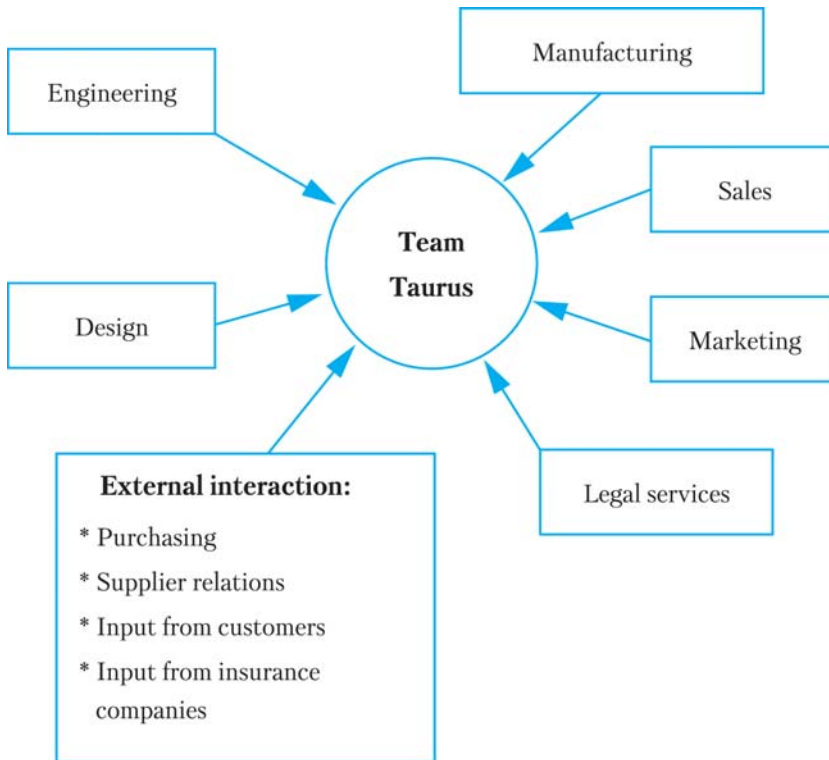 Engineering
Manufacturing
Sales
Team
Taurus
Design
Marketing
External interaction:
* Purchasing
* Supplier relations
* Input from customers
* Input from insurance
companies
Legal services